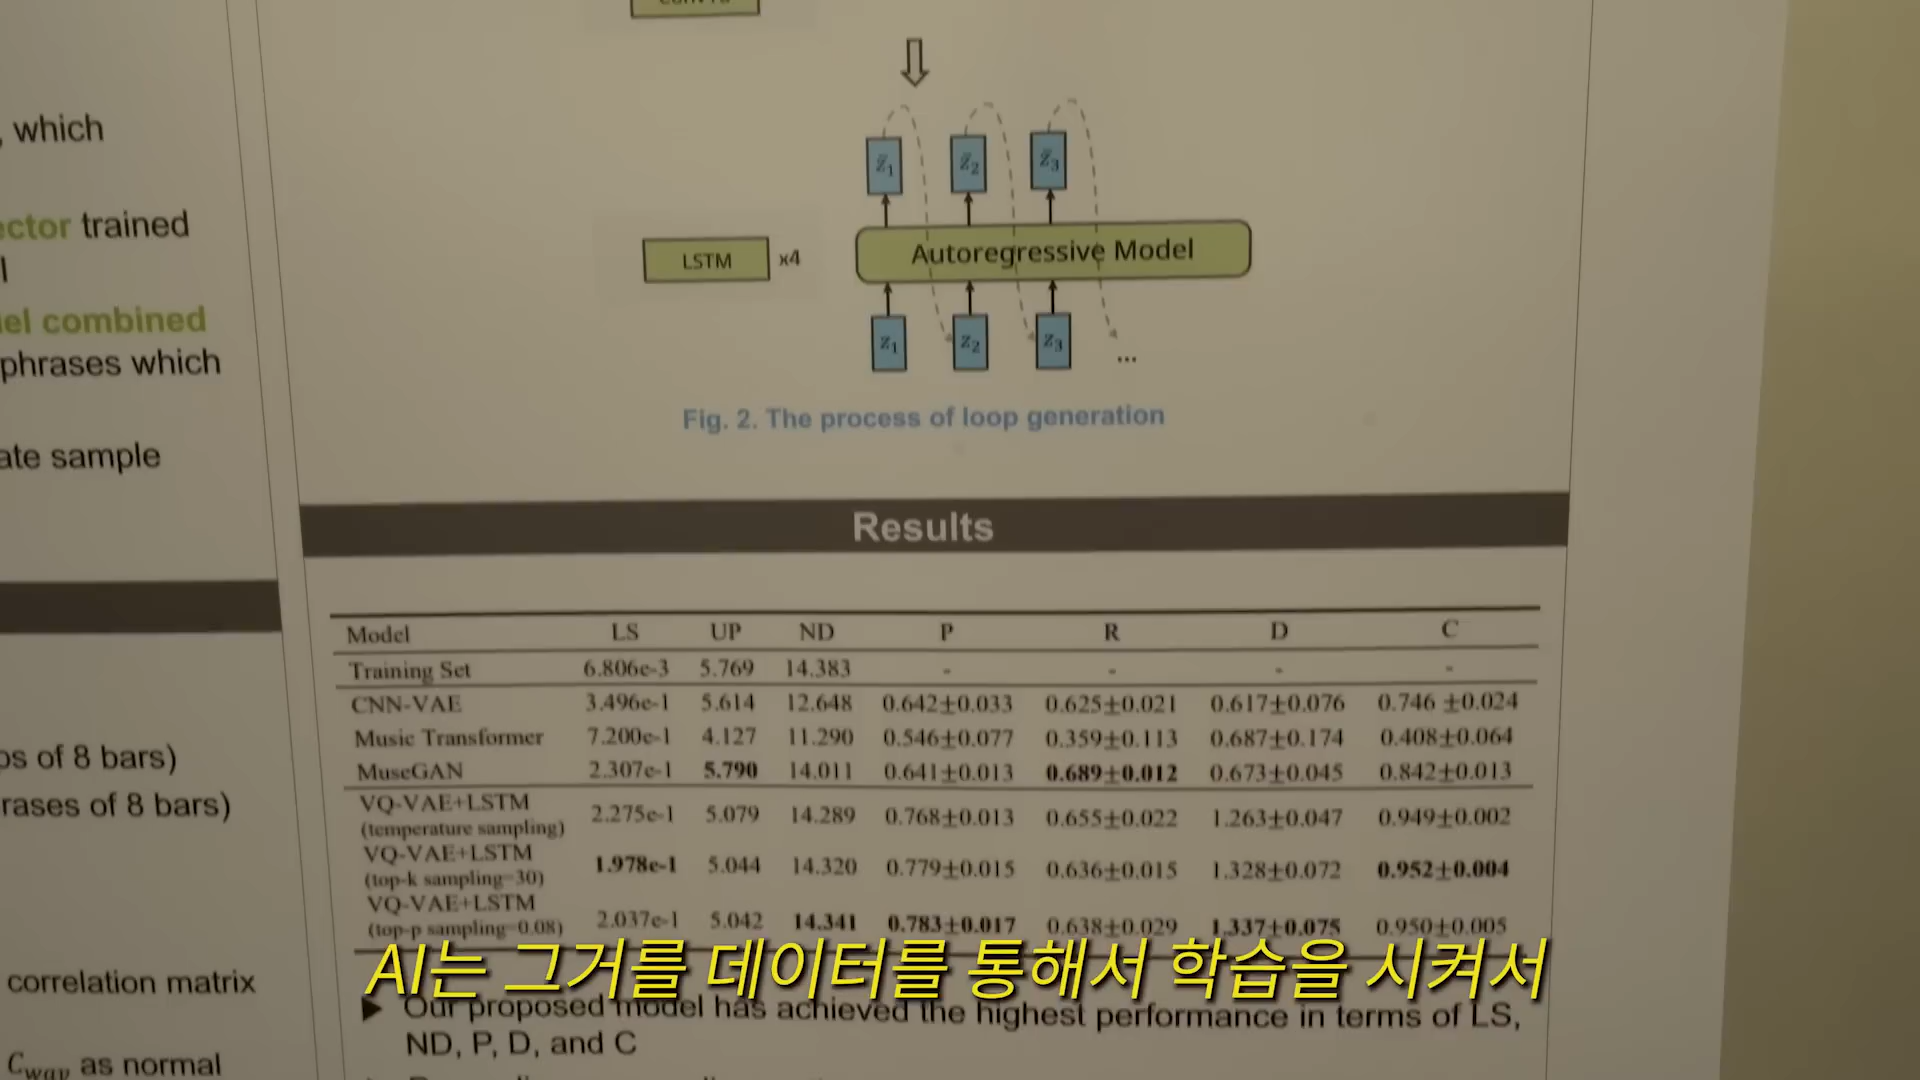 , which
trained
combined
phrases which
sample
s of 8 bars)
of 8 bars)
correlation matrix
as normal
z̄1 z̄2 z̄3
LSTM x4 Autoregressive Model
z1 z2 z3 ...
Fig. 2. The process of loop generation
Results
Model LS UP ND P R D C
Training Set 6.806e-3 5.769 14.383 - - - -
CNN-VAE 3.496e-1 5.614 12.648 0.642±0.033 0.625±0.021 0.617±0.076 0.746 ±0.024
Music Transformer 7.200e-1 4.127 11.290 0.546±0.077 0.359±0.113 0.687±0.174 0.408±0.064
MuseGAN 2.307e-1 5.790 14.011 0.641±0.013 0.689±0.012 0.673±0.045 0.842±0.013
VQ-VAE+LSTM
(temperature sampling) 2.275e-1 5.079 14.289 0.768±0.013 0.655±0.022 1.263±0.047 0.949±0.002
VQ-VAE+LSTM
(top-k sampling=30) 1.978e-1 5.044 14.320 0.779±0.015 0.636±0.015 1.328±0.072 0.952±0.004
VQ-VAE+LSTM
(top-p sampling=0.08) 2.037e-1 5.042 14.341 0.783±0.017 0.638±0.029 1.337±0.075 0.950±0.005
AI는 그거를 데이터를 통해서 학습을 시켜서
Our proposed model has achieved the highest performance in terms of LS,
ND, P, D, and C